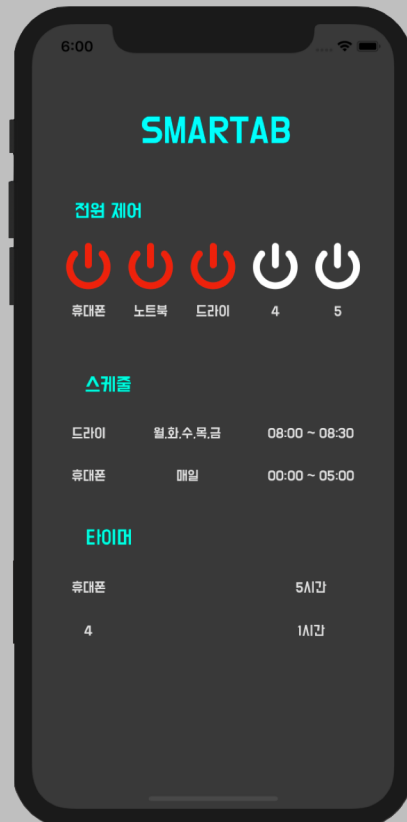 6:00
SMARTAB
전원 제어
휴대폰 노트북 드라이 4 5
스케줄
드라이 월,화,수,목,금 08:00 ~ 08:30
휴대폰 매일 00:00 ~ 05:00
타이머
휴대폰 5시간
4 1시간